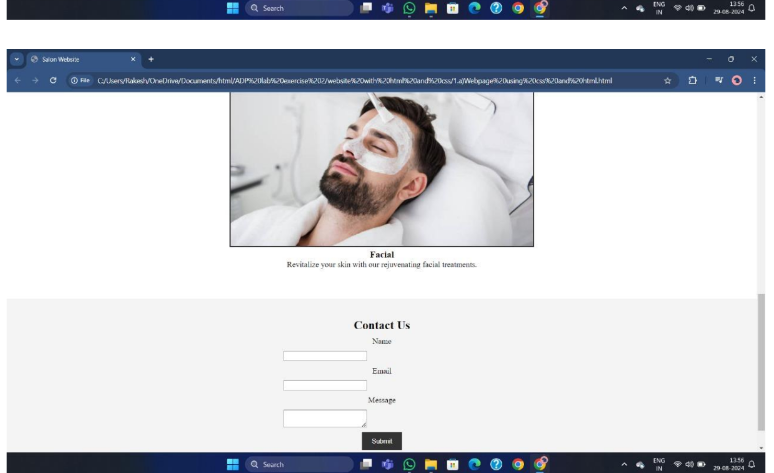 Search
ENG
IN
13:56
29-08-2024
Salon Website
File C:/Users/Rakesh/OneDrive/Documents/html/ADP%20lab%20exercise%202/website%20with%20html%20and%20css/1.a)Webpage%20using%20css%20and%20html.html
Facial
Revitalize your skin with our rejuvenating facial treatments.
Contact Us
Name
Email
Message
Submit
Search
ENG
IN
13:56
29-08-2024